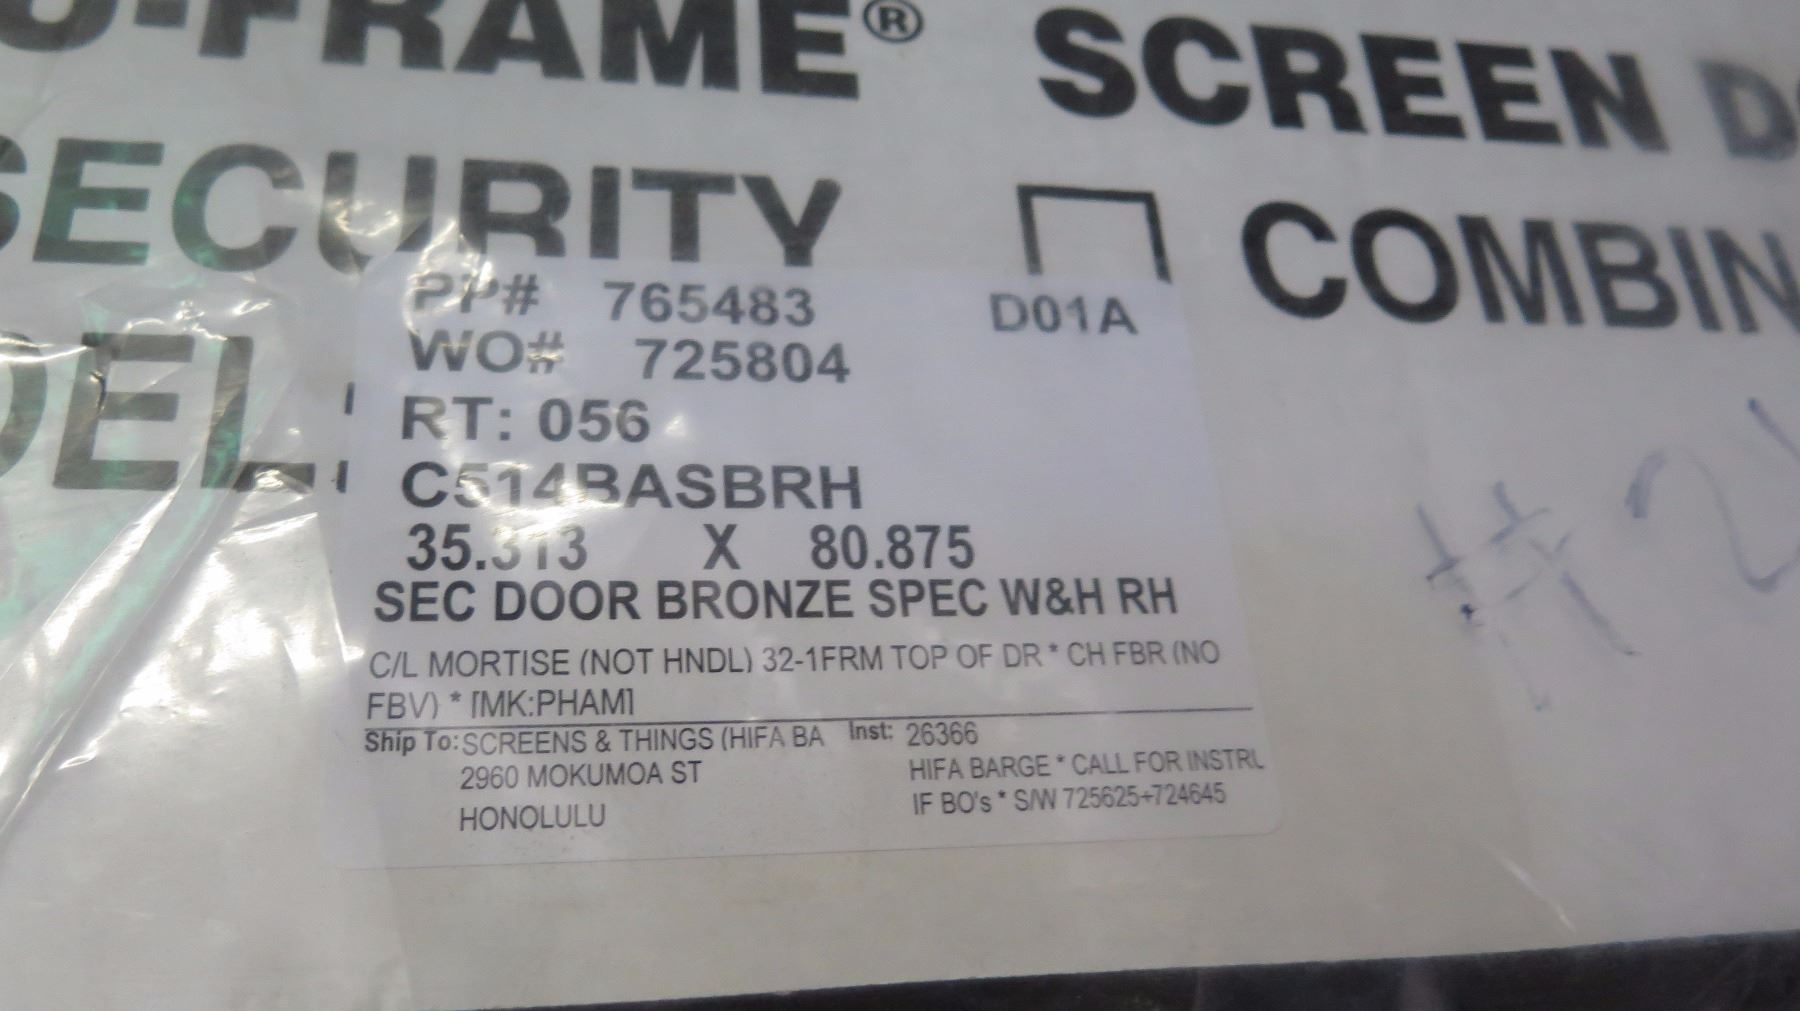 O-FRAME® SCREEN D
SECURITY COMBIN
DEL:
PP# 765483 D01A
WO# 725804
RT: 056
C514BASBRH
35.313 X 80.875
SEC DOOR BRONZE SPEC W&H RH
C/L MORTISE (NOT HNDL) 32-1FRM TOP OF DR * CH FBR (NO
FBV) * [MK:PHAM]
Ship To: SCREENS & THINGS (HIFA BA Inst: 26366
2960 MOKUMOA ST HIFA BARGE * CALL FOR INSTRU
HONOLULU IF BO's * S/W 725625+724645
#2